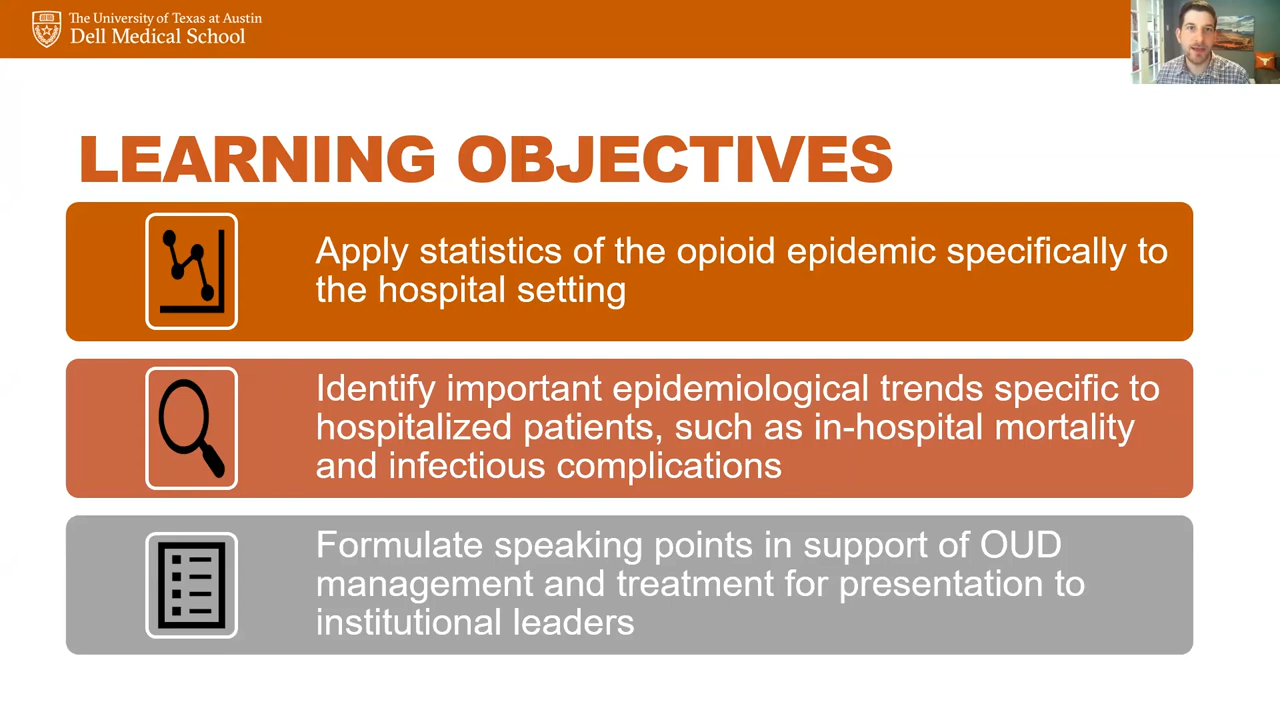 The University of Texas at Austin
Dell Medical School
LEARNING OBJECTIVES
Apply statistics of the opioid epidemic specifically to
the hospital setting
Identify important epidemiological trends specific to
hospitalized patients, such as in-hospital mortality
and infectious complications
Formulate speaking points in support of OUD
management and treatment for presentation to
institutional leaders